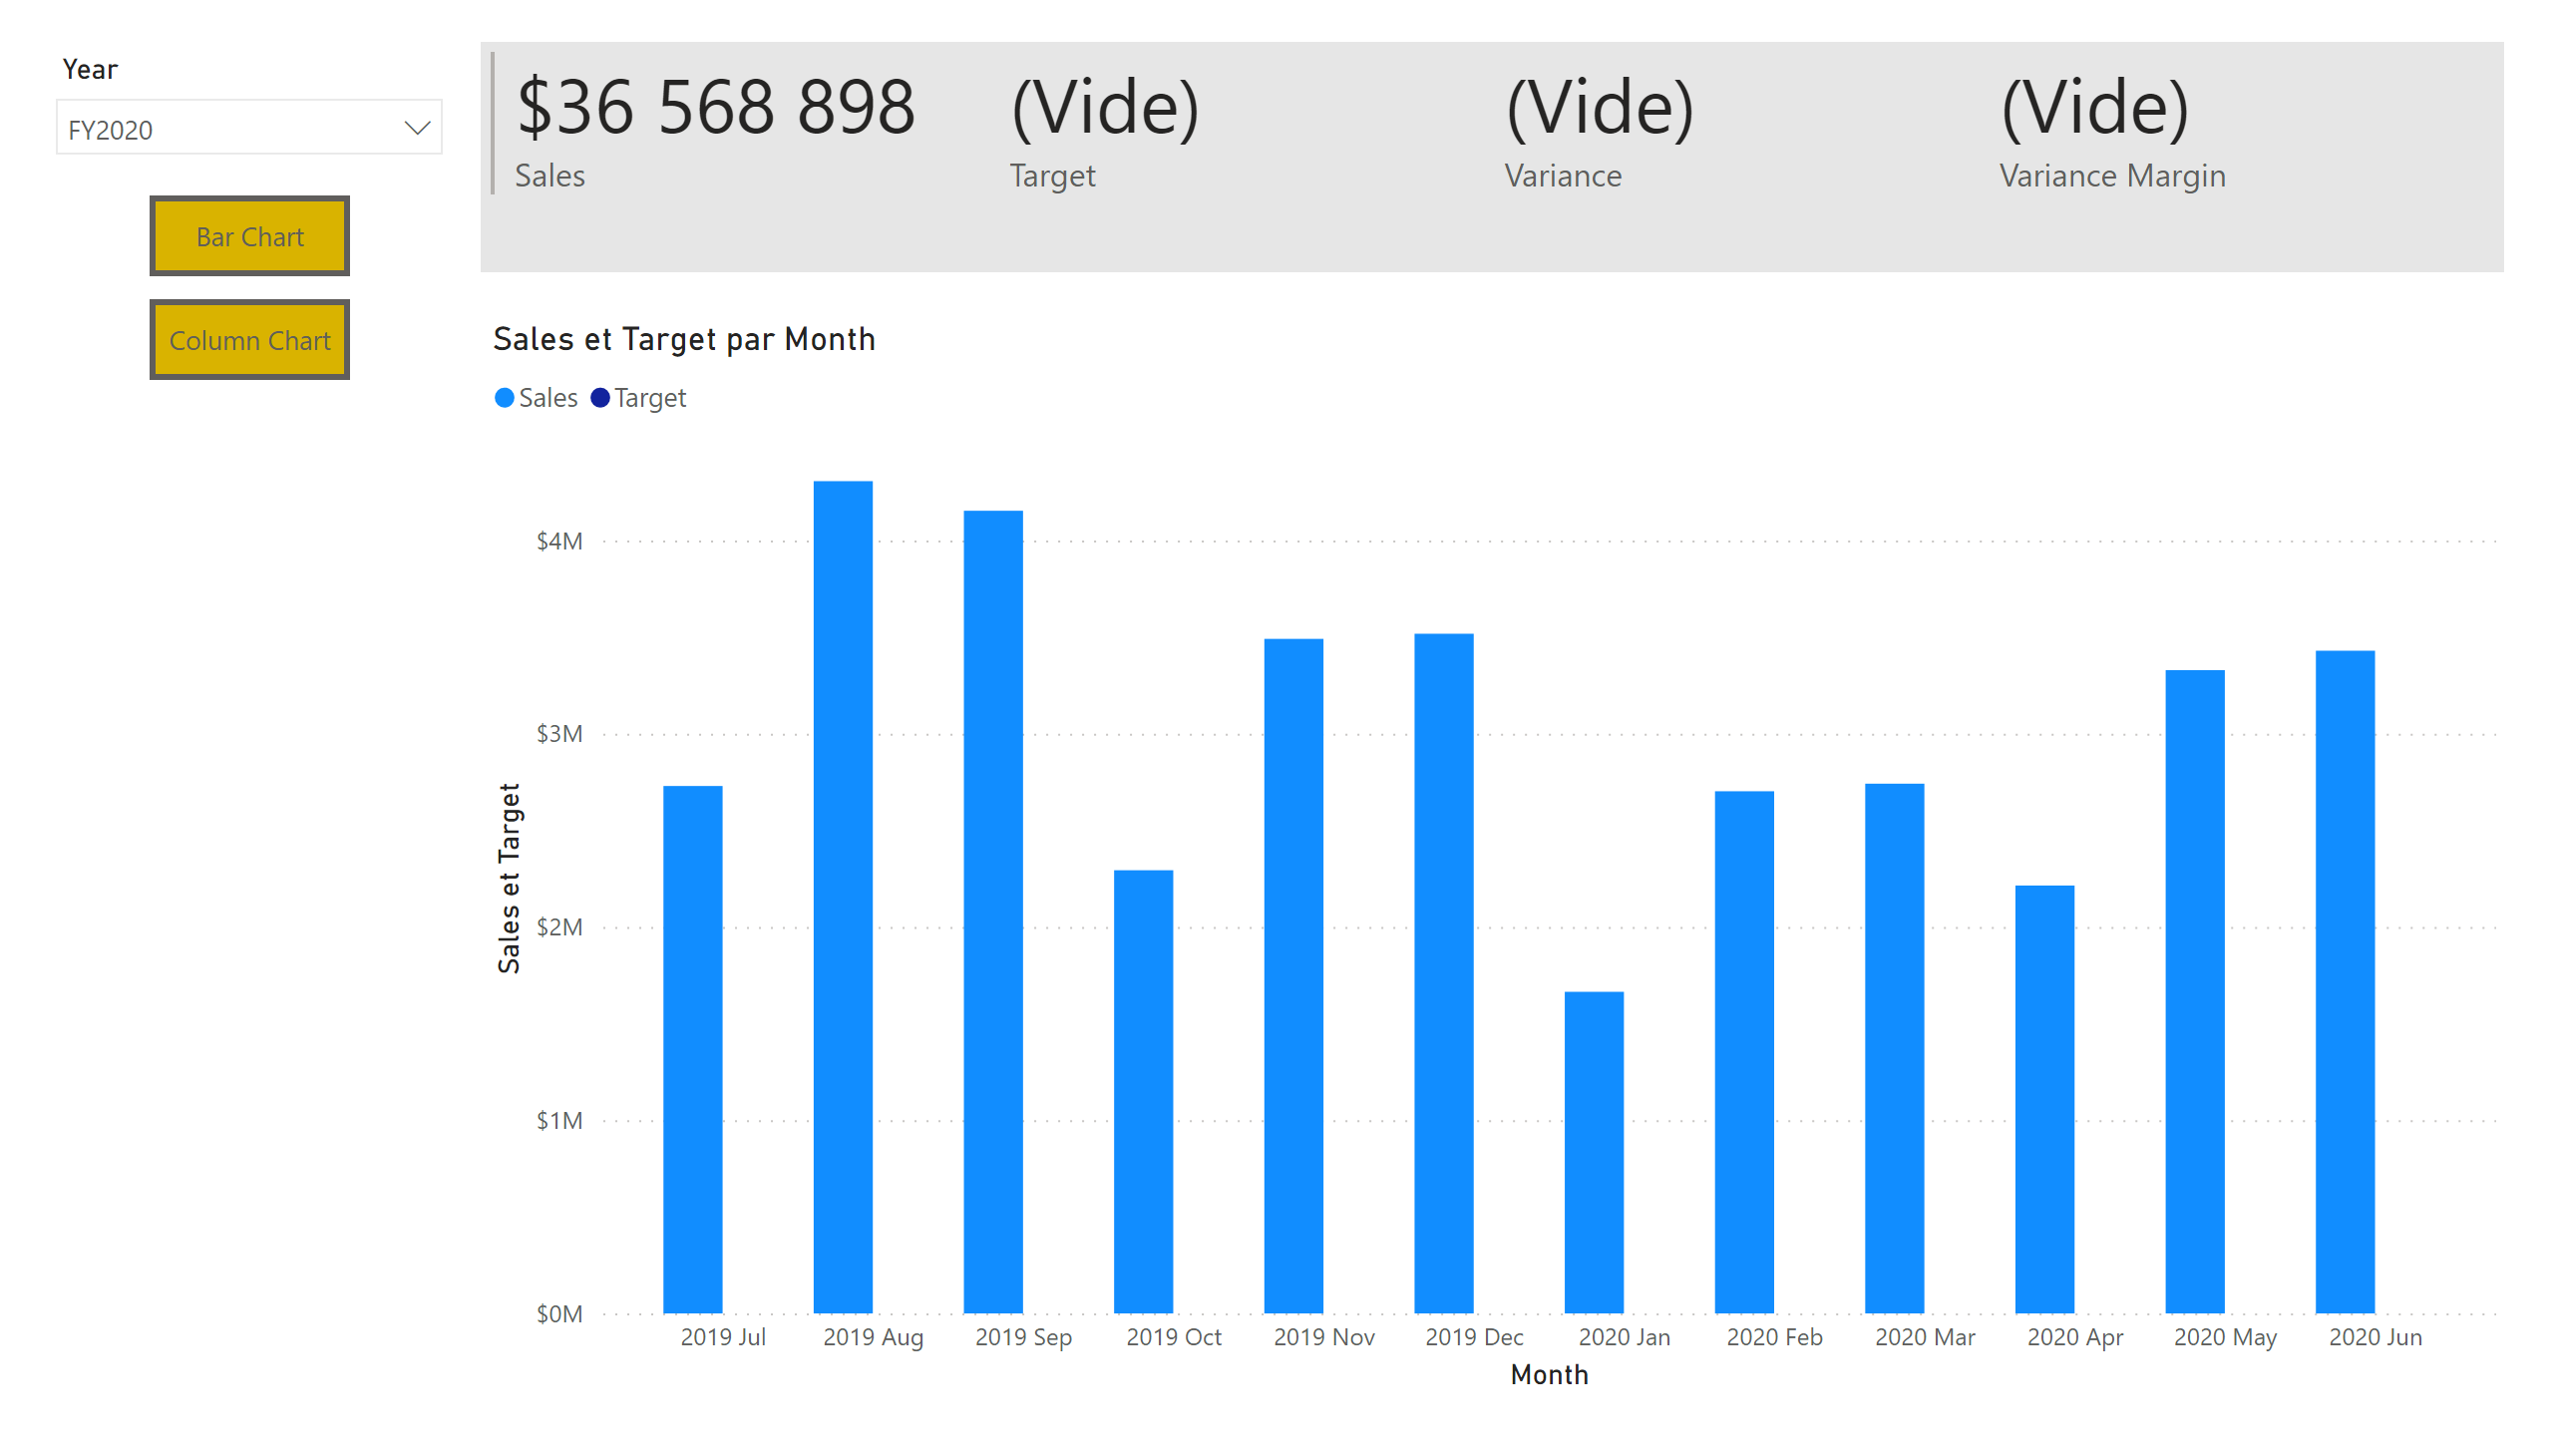 Year
FY2020
Bar Chart
Column Chart
$36 568 898
Sales
(Vide)
Target
(Vide)
Variance
(Vide)
Variance Margin
Sales et Target par Month
Sales Target
Sales et Target
$4M
$3M
$2M
$1M
$0M
2019 Jul 2019 Aug 2019 Sep 2019 Oct 2019 Nov 2019 Dec 2020 Jan 2020 Feb 2020 Mar 2020 Apr 2020 May 2020 Jun
Month